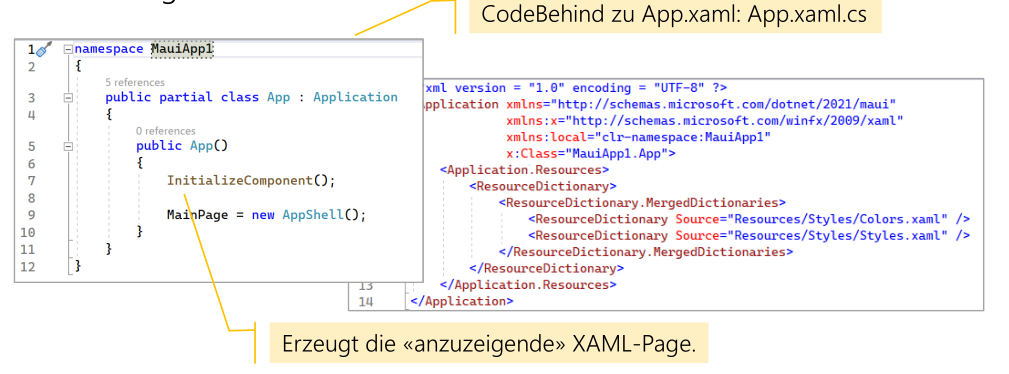 CodeBehind zu App.xaml: App.xaml.cs
1 namespace MauiApp1
2 {
5 references
3 public partial class App : Application
4 {
0 references
5 public App()
6 {
7 InitializeComponent();
8
9 MainPage = new AppShell();
10 }
11 }
12 }
xml version = "1.0" encoding = "UTF-8" ?>
pplication xmlns="http://schemas.microsoft.com/dotnet/2021/maui"
xmlns:x="http://schemas.microsoft.com/winfx/2009/xaml"
xmlns:local="clr-namespace:MauiApp1"
x:Class="MauiApp1.App">
<Application.Resources>
<ResourceDictionary>
<ResourceDictionary.MergedDictionaries>
<ResourceDictionary Source="Resources/Styles/Colors.xaml" />
<ResourceDictionary Source="Resources/Styles/Styles.xaml" />
</ResourceDictionary.MergedDictionaries>
</ResourceDictionary>
13 </Application.Resources>
14 </Application>
Erzeugt die «anzuzeigende» XAML-Page.